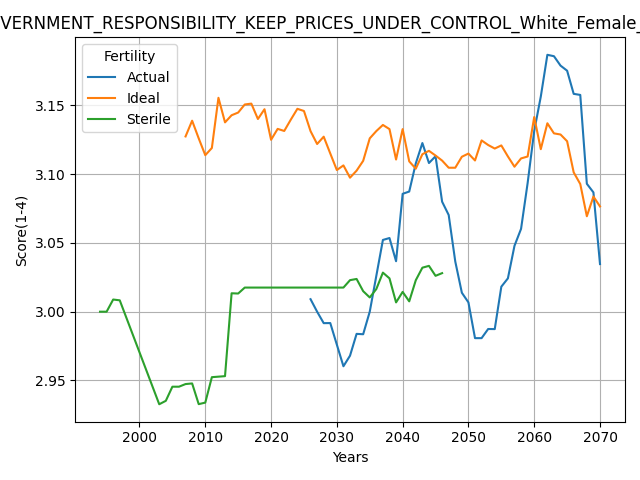 VERNMENT_RESPONSIBILITY_KEEP_PRICES_UNDER_CONTROL_White_Female_
Fertility
Actual
Ideal
Sterile
Score(1-4)
3.15
3.10
3.05
3.00
2.95
2000 2010 2020 2030 2040 2050 2060 2070
Years